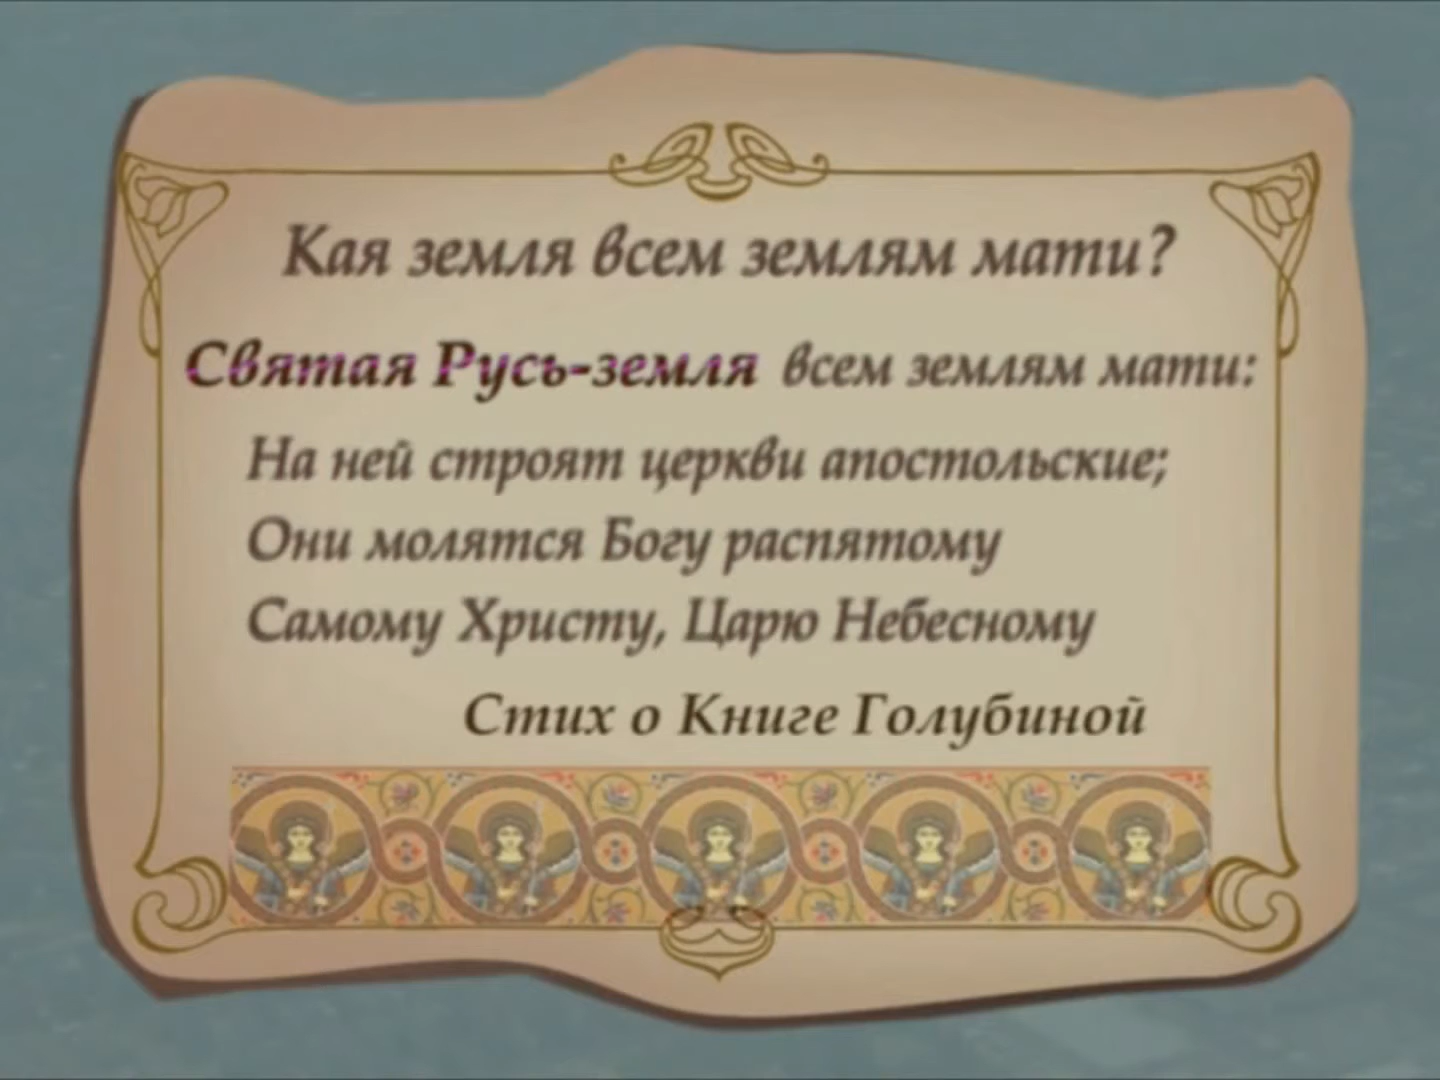 Кая земля всем землям мати?
Святая Русь-земля всем землям мати:
На ней строят церкви апостольские;
Они молятся Богу распятому
Самому Христу, Царю Небесному
Стих о Книге Голубиной